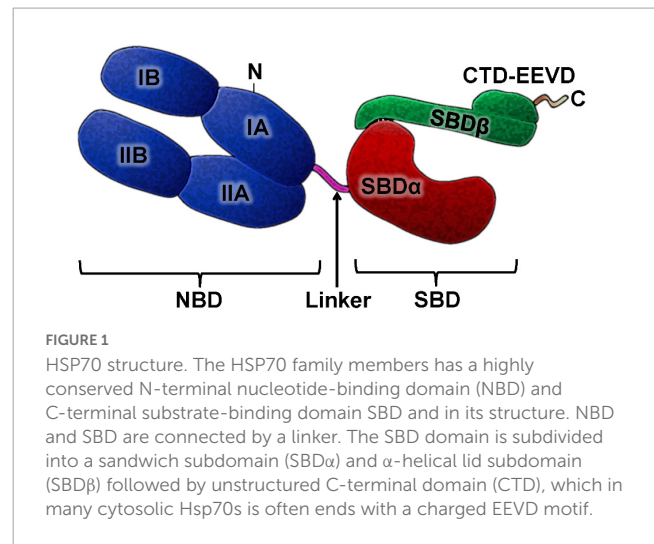 IB
N
CTD-EEVD
C
IA
SBDβ
IIB
IIA
SBDα
NBD
Linker
SBD
FIGURE 1
HSP70 structure. The HSP70 family members has a highly
conserved N-terminal nucleotide-binding domain (NBD) and
C-terminal substrate-binding domain SBD and in its structure. NBD
and SBD are connected by a linker. The SBD domain is subdivided
into a sandwich subdomain (SBDα) and α-helical lid subdomain
(SBDβ) followed by unstructured C-terminal domain (CTD), which in
many cytosolic Hsp70s is often ends with a charged EEVD motif.